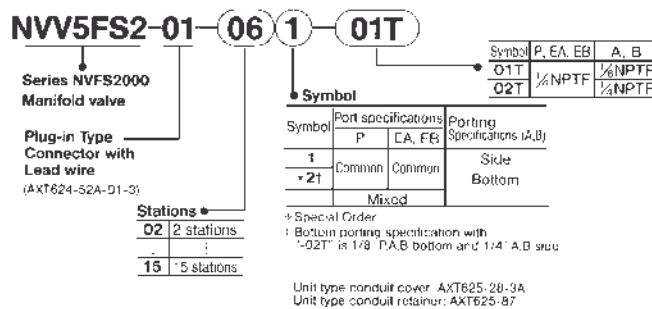 NVV5FS2-01-06 1-01T
Symbol P, EA, EB A, B
01T 1/4NPTF 1/8NPTF
02T 1/4NPTF
Series NVFS2000
Manifold valve
Plug-in Type
Connector with
Lead wire
(AXT624-52A-D1-3)
Symbol
Symbol Port specifications Porting Specifications (A,B)
P EA, EB
1 Common Common Side
*2† Bottom
Mixed
Stations
02 2 stations
⋮ ⋮
15 15 stations
* Special Order
† Bottom porting specification with
"-02T" is 1/8" P,A,B bottom and 1/4" A,B side
Unit type conduit cover: AXT625-28-3A
Unit type conduit retainer: AXT625-87